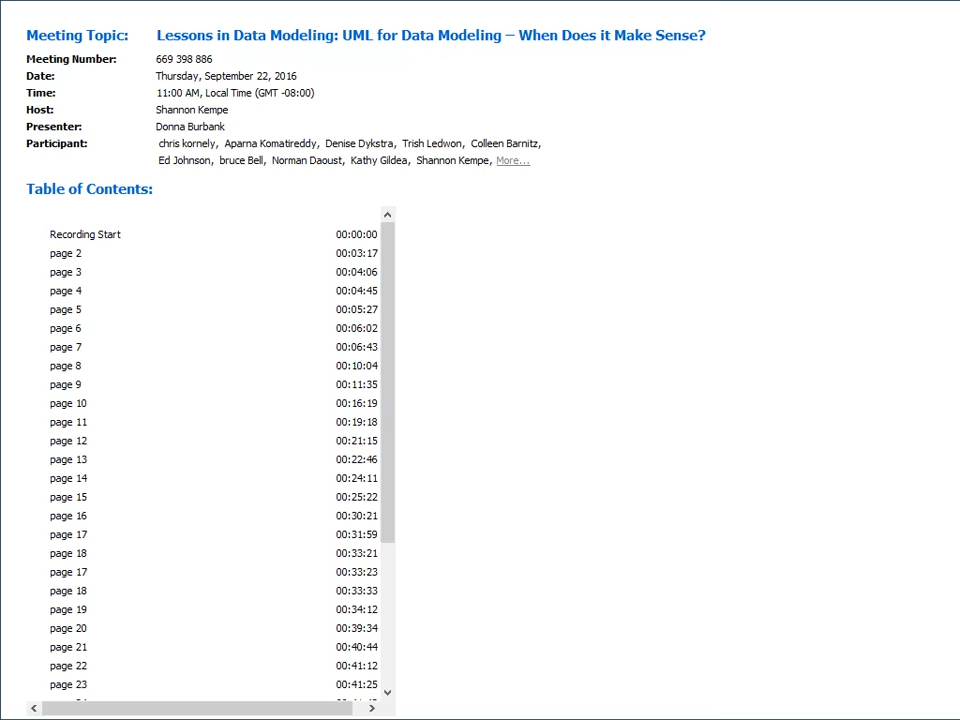 Meeting Topic: Lessons in Data Modeling: UML for Data Modeling – When Does it Make Sense?
Meeting Number: 669 398 886
Date: Thursday, September 22, 2016
Time: 11:00 AM, Local Time (GMT -08:00)
Host: Shannon Kempe
Presenter: Donna Burbank
Participant: chris kornely, Aparna Komatireddy, Denise Dykstra, Trish Ledwon, Colleen Barnitz,
Ed Johnson, bruce Bell, Norman Daoust, Kathy Gildea, Shannon Kempe, More...
Table of Contents:
Recording Start 00:00:00
page 2 00:03:17
page 3 00:04:06
page 4 00:04:45
page 5 00:05:27
page 6 00:06:02
page 7 00:06:43
page 8 00:10:04
page 9 00:11:35
page 10 00:16:19
page 11 00:19:18
page 12 00:21:15
page 13 00:22:46
page 14 00:24:11
page 15 00:25:22
page 16 00:30:21
page 17 00:31:59
page 18 00:33:21
page 17 00:33:23
page 18 00:33:33
page 19 00:34:12
page 20 00:39:34
page 21 00:40:44
page 22 00:41:12
page 23 00:41:25